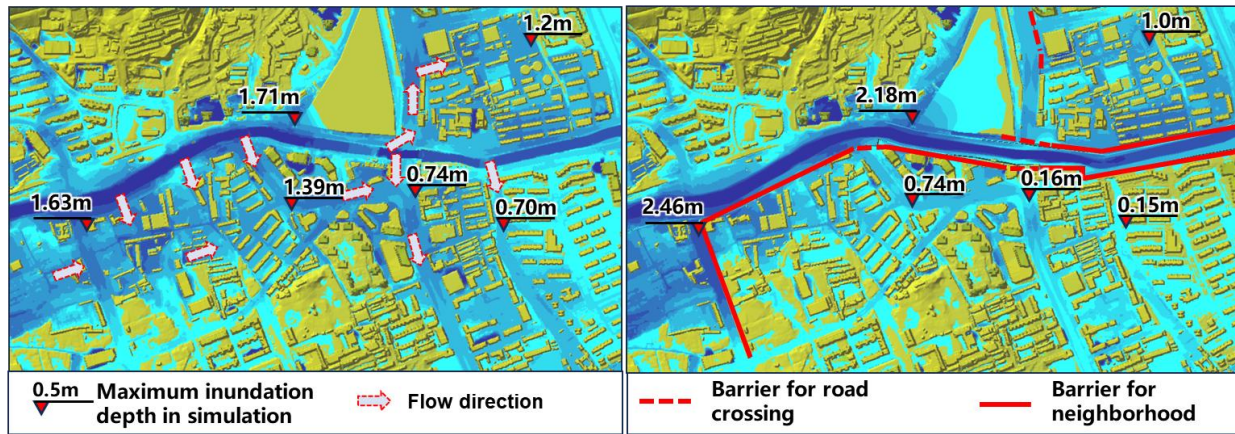 1.2m
1.71m
1.39m
0.74m
1.63m
0.70m
1.0m
2.18m
0.74m
0.16m
2.46m
0.15m
0.5m
Maximum inundation
depth in simulation
Flow direction
Barrier for road
crossing
Barrier for
neighborhood